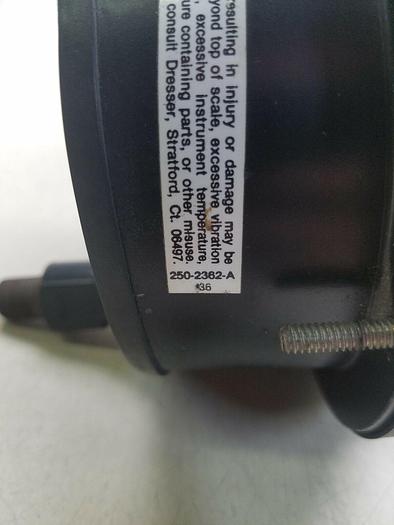 resulting in injury or damage may be
yond top of scale, excessive vibration
, excessive instrument temperature,
ure containing parts, or other misuse.
consult Dresser, Stratford, Ct. 06497.
250-2362-A
36